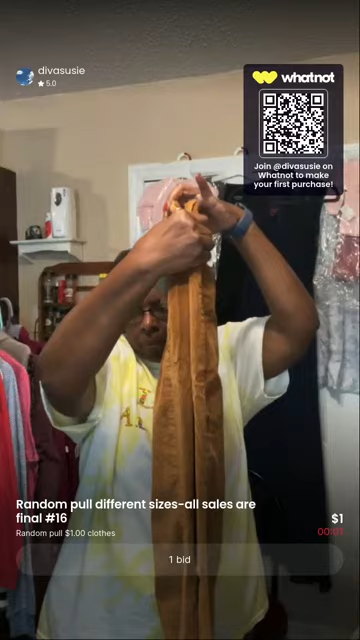 divasusie
★ 5.0
whatnot
Join @divasusie on
Whatnot to make
your first purchase!
Random pull different sizes-all sales are
final #16
$1
Random pull $1.00 clothes
00:01
1 bid